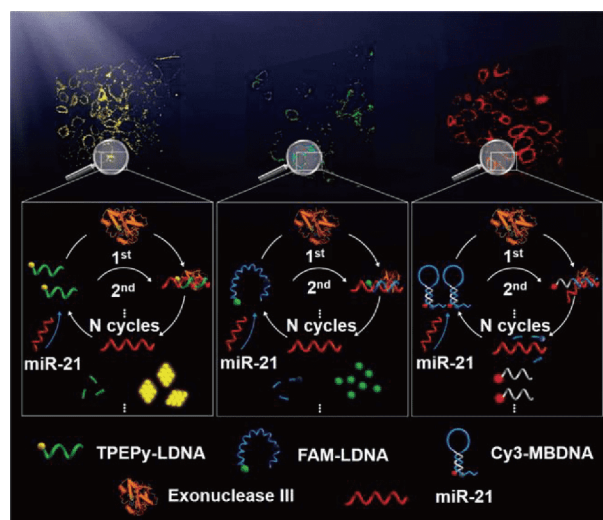 1st
2nd
N cycles
miR-21
1st
2nd
N cycles
miR-21
1st
2nd
N cycles
miR-21
TPEPy-LDNA
FAM-LDNA
Cy3-MBDNA
Exonuclease III
miR-21